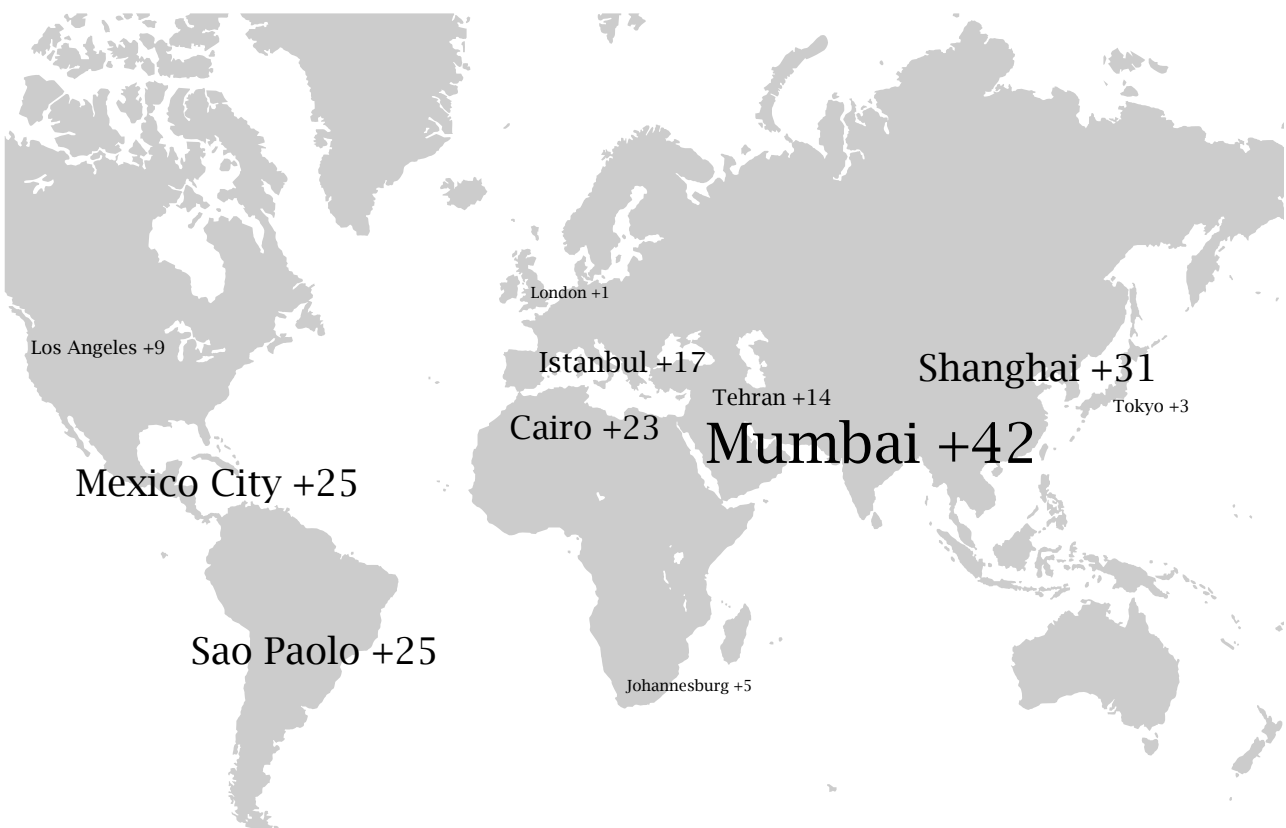 London +1
Los Angeles +9
Istanbul +17
Shanghai +31
Tehran +14
Tokyo +3
Cairo +23
Mumbai +42
Mexico City +25
Sao Paolo +25
Johannesburg +5